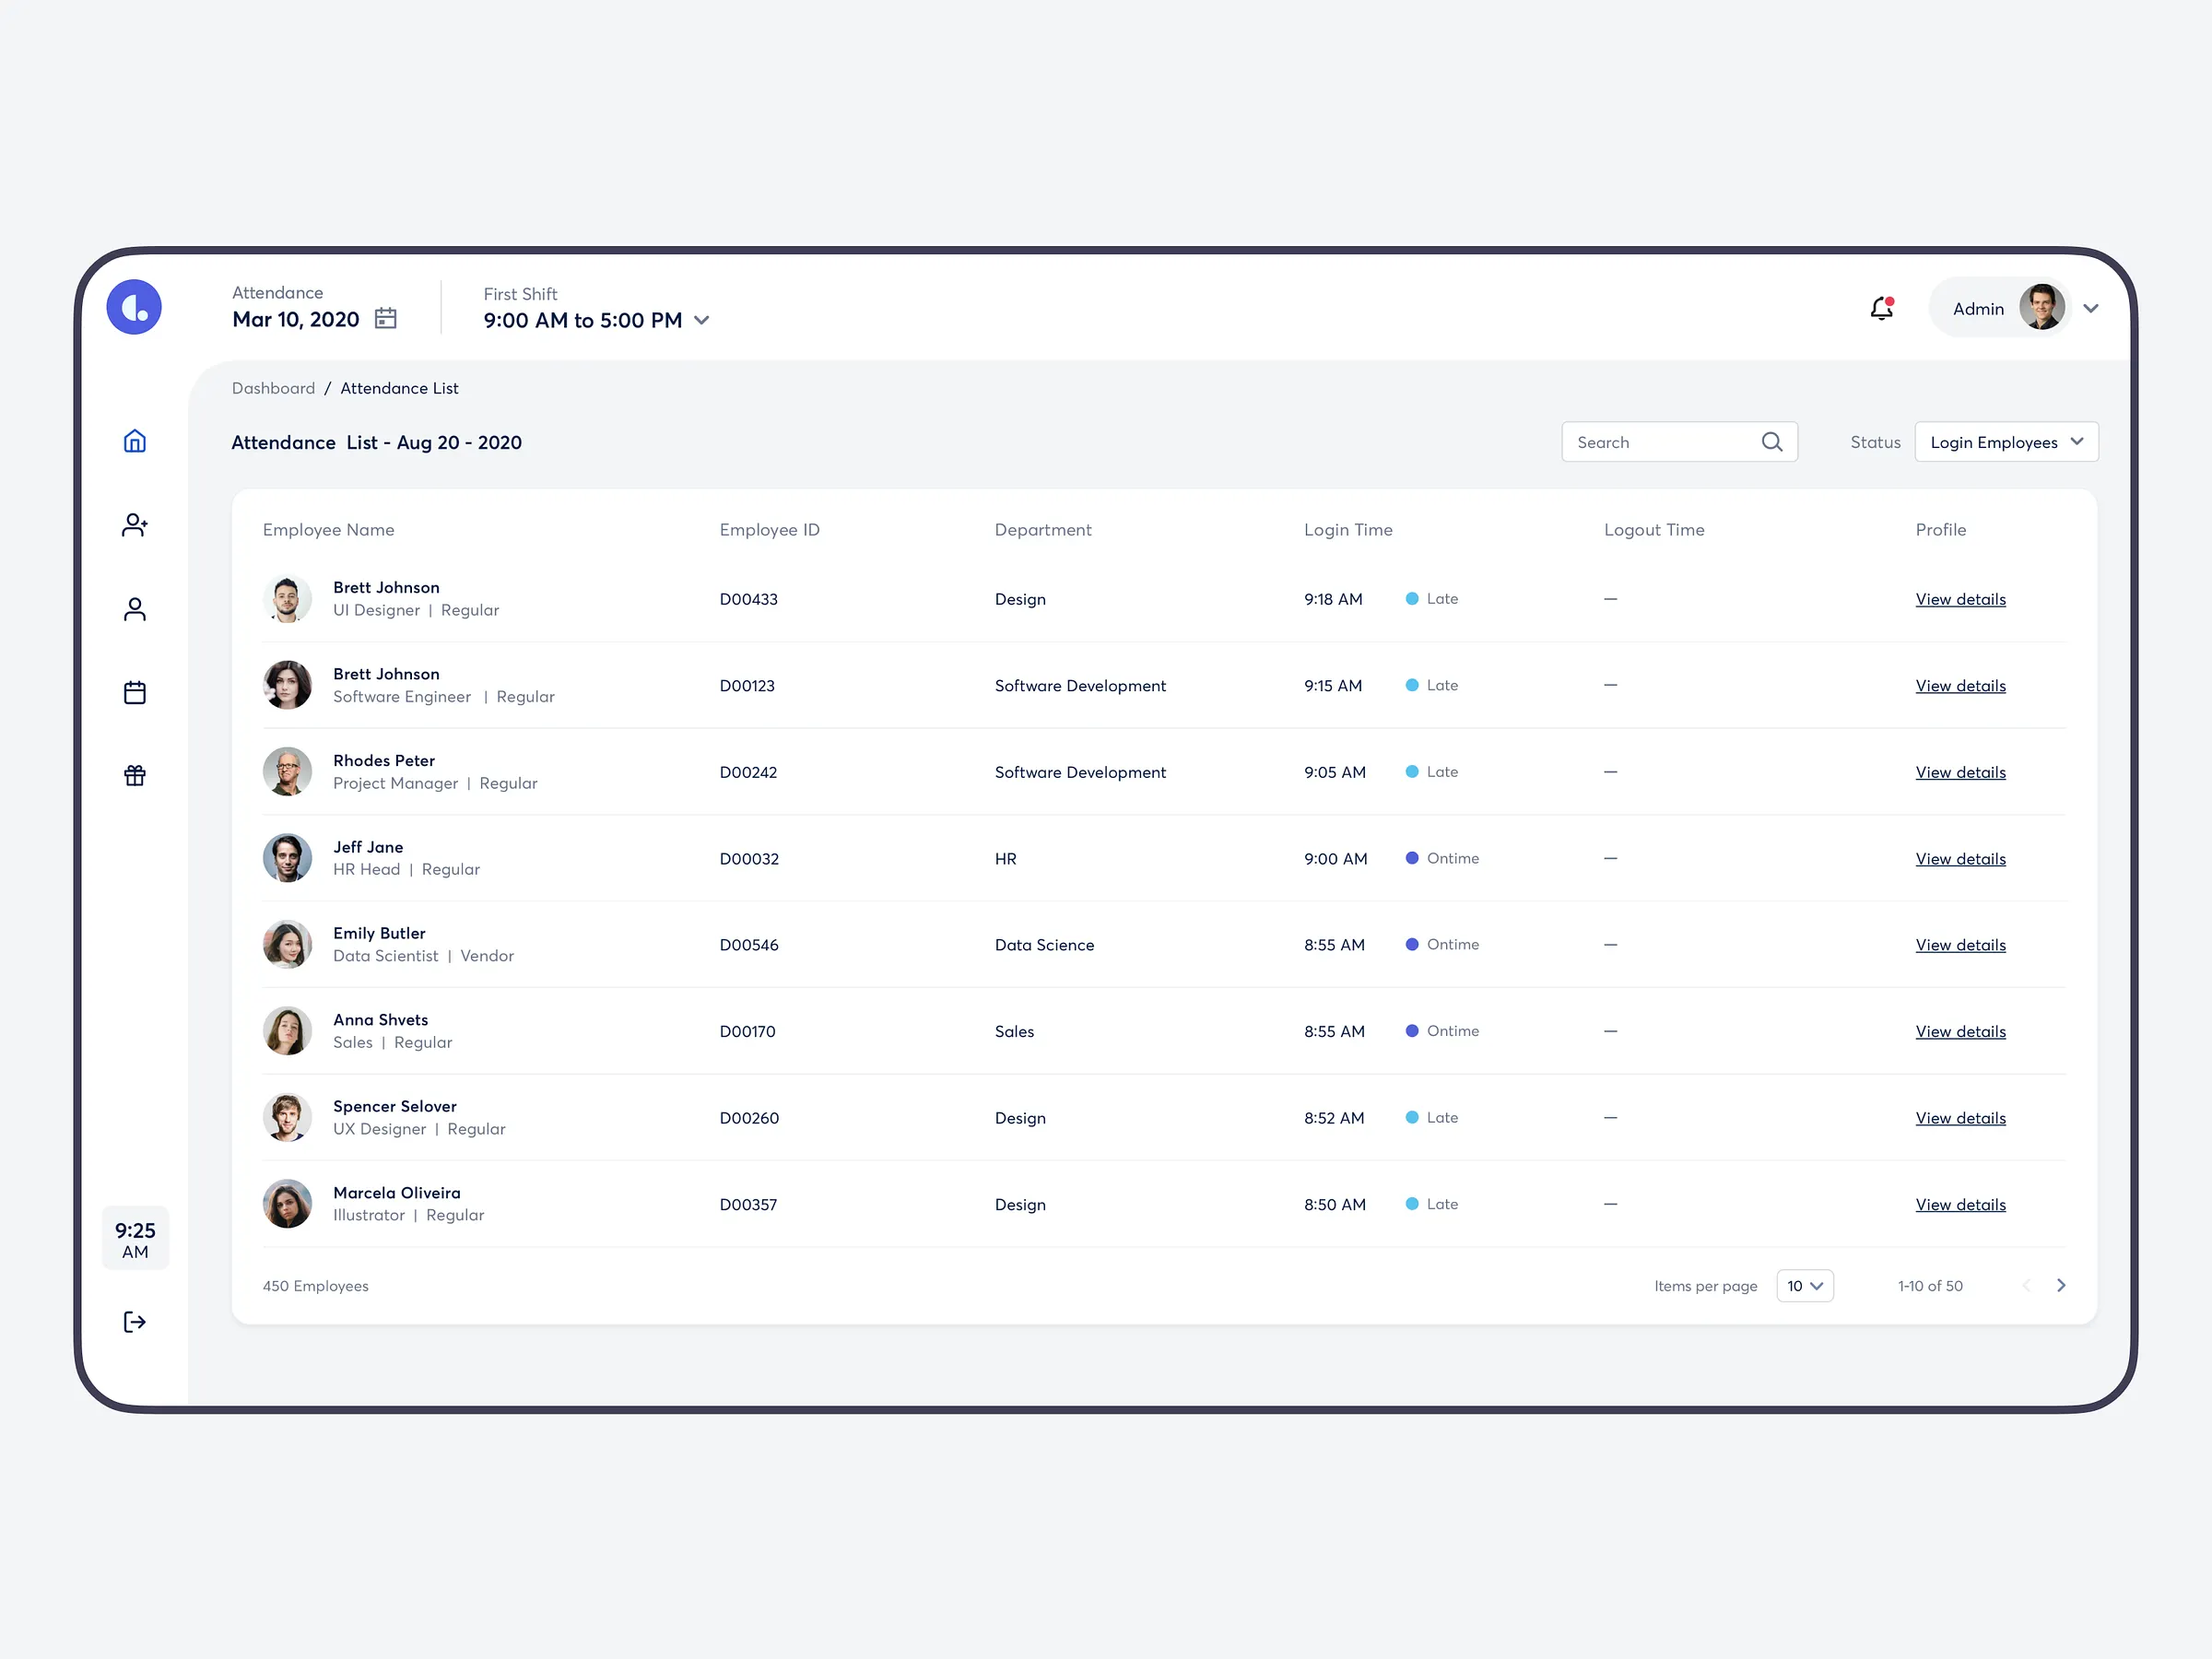 Attendance
Mar 10, 2020
First Shift
9:00 AM to 5:00 PM
Admin
Dashboard / Attendance List
Attendance List - Aug 20 - 2020
Search
Status
Login Employees
Employee Name Employee ID Department Login Time Logout Time Profile
Brett Johnson
UI Designer | Regular
D00433 Design 9:18 AM Late — View details
Brett Johnson
Software Engineer | Regular
D00123 Software Development 9:15 AM Late — View details
Rhodes Peter
Project Manager | Regular
D00242 Software Development 9:05 AM Late — View details
Jeff Jane
HR Head | Regular
D00032 HR 9:00 AM Ontime — View details
Emily Butler
Data Scientist | Vendor
D00546 Data Science 8:55 AM Ontime — View details
Anna Shvets
Sales | Regular
D00170 Sales 8:55 AM Ontime — View details
Spencer Selover
UX Designer | Regular
D00260 Design 8:52 AM Late — View details
Marcela Oliveira
Illustrator | Regular
D00357 Design 8:50 AM Late — View details
9:25
AM
450 Employees
Items per page 10 1-10 of 50